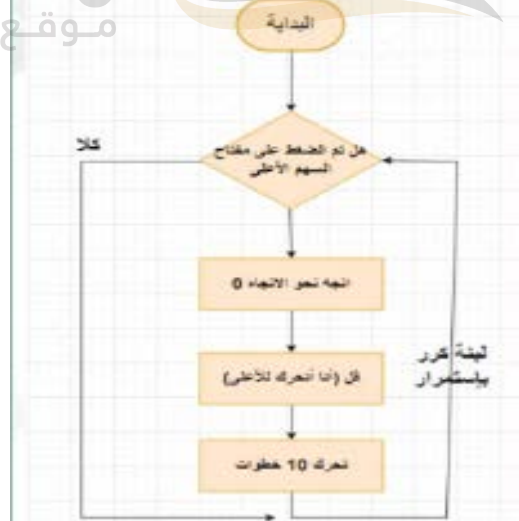 موقع
البداية
كلا
هل تم الضغط على مفتاح
السهم الأعلى
اتجه نحو الاتجاه 0
لبنة كرر
باستمرار
قل (أنا أتحرك للأعلى)
تحرك 10 خطوات